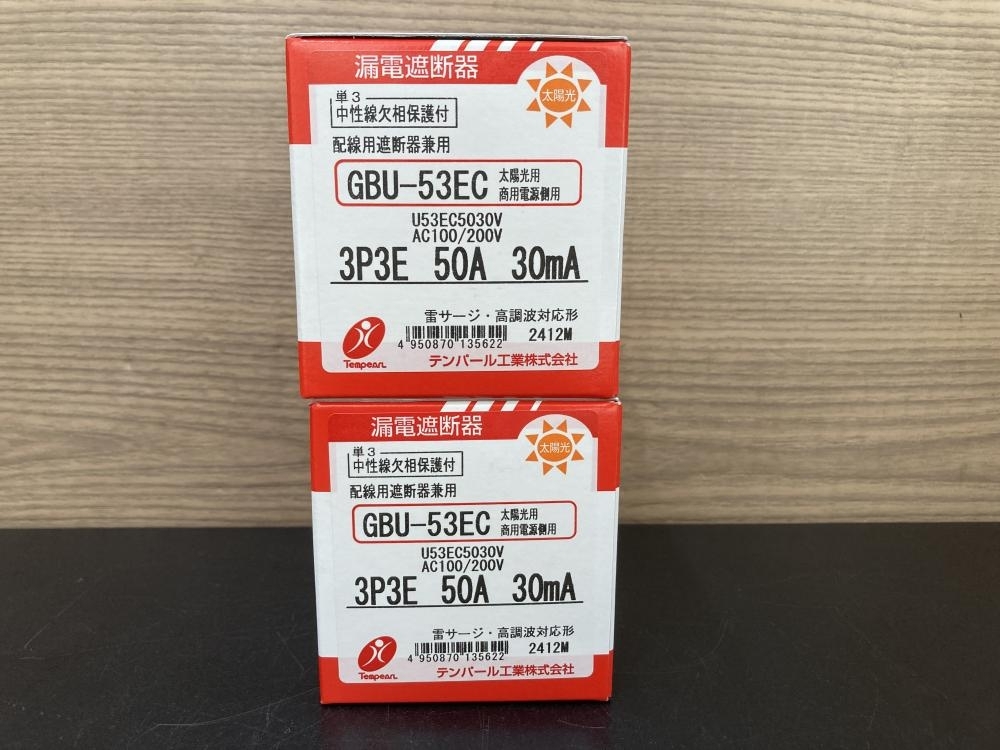 漏電遮断器
太陽光
単3
中性線欠相保護付
配線用遮断器兼用
GBU-53EC 太陽光用
商用電源側用
U53EC5030V
AC100/200V
3P3E 50A 30mA
雷サージ・高調波対応形
4 950870 135622
2412M
Tempearl
テンパール工業株式会社
漏電遮断器
太陽光
単3
中性線欠相保護付
配線用遮断器兼用
GBU-53EC 太陽光用
商用電源側用
U53EC5030V
AC100/200V
3P3E 50A 30mA
雷サージ・高調波対応形
4 950870 135622
2412M
Tempearl
テンパール工業株式会社